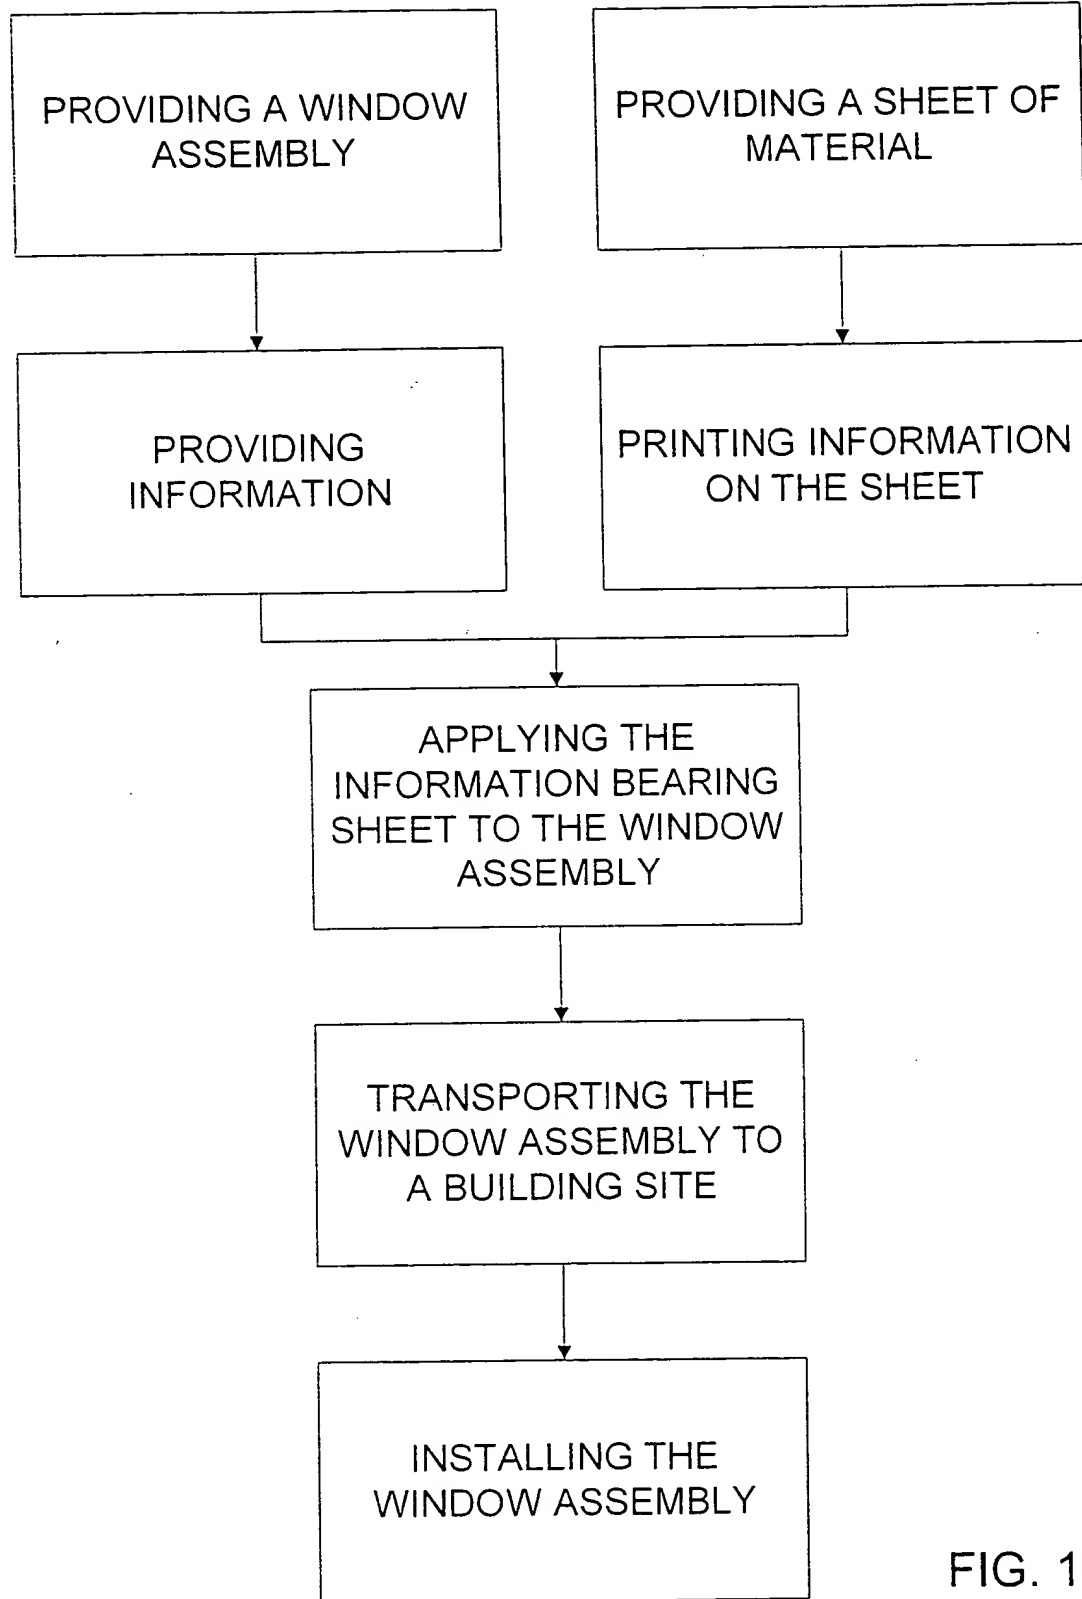 PROVIDING A WINDOW
ASSEMBLY
PROVIDING A SHEET OF
MATERIAL
PROVIDING
INFORMATION
PRINTING INFORMATION
ON THE SHEET
APPLYING THE
INFORMATION BEARING
SHEET TO THE WINDOW
ASSEMBLY
TRANSPORTING THE
WINDOW ASSEMBLY TO
A BUILDING SITE
INSTALLING THE
WINDOW ASSEMBLY
FIG. 1